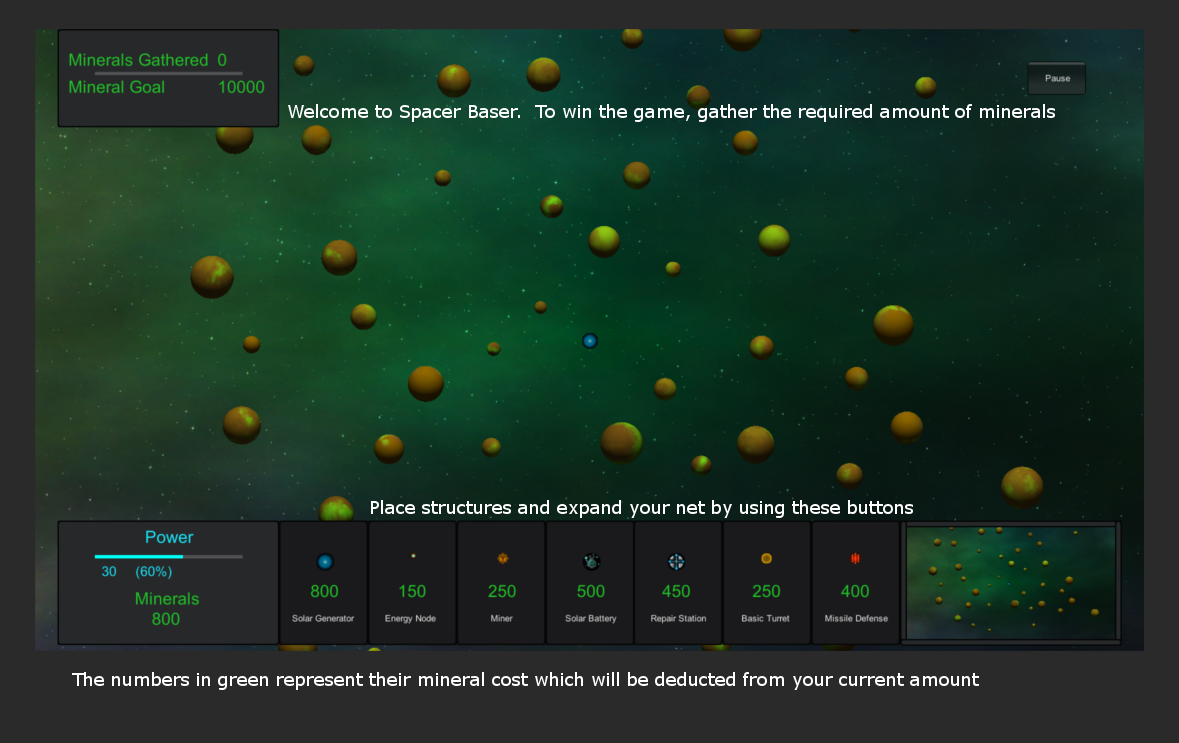 Minerals Gathered 0
Mineral Goal 10000
Pause
Welcome to Spacer Baser. To win the game, gather the required amount of minerals
Place structures and expand your net by using these buttons
Power
30 (60%)
Minerals
800
800 150 250 500 450 250 400
Solar Generator Energy Node Miner Solar Battery Repair Station Basic Turret Missile Defense
The numbers in green represent their mineral cost which will be deducted from your current amount